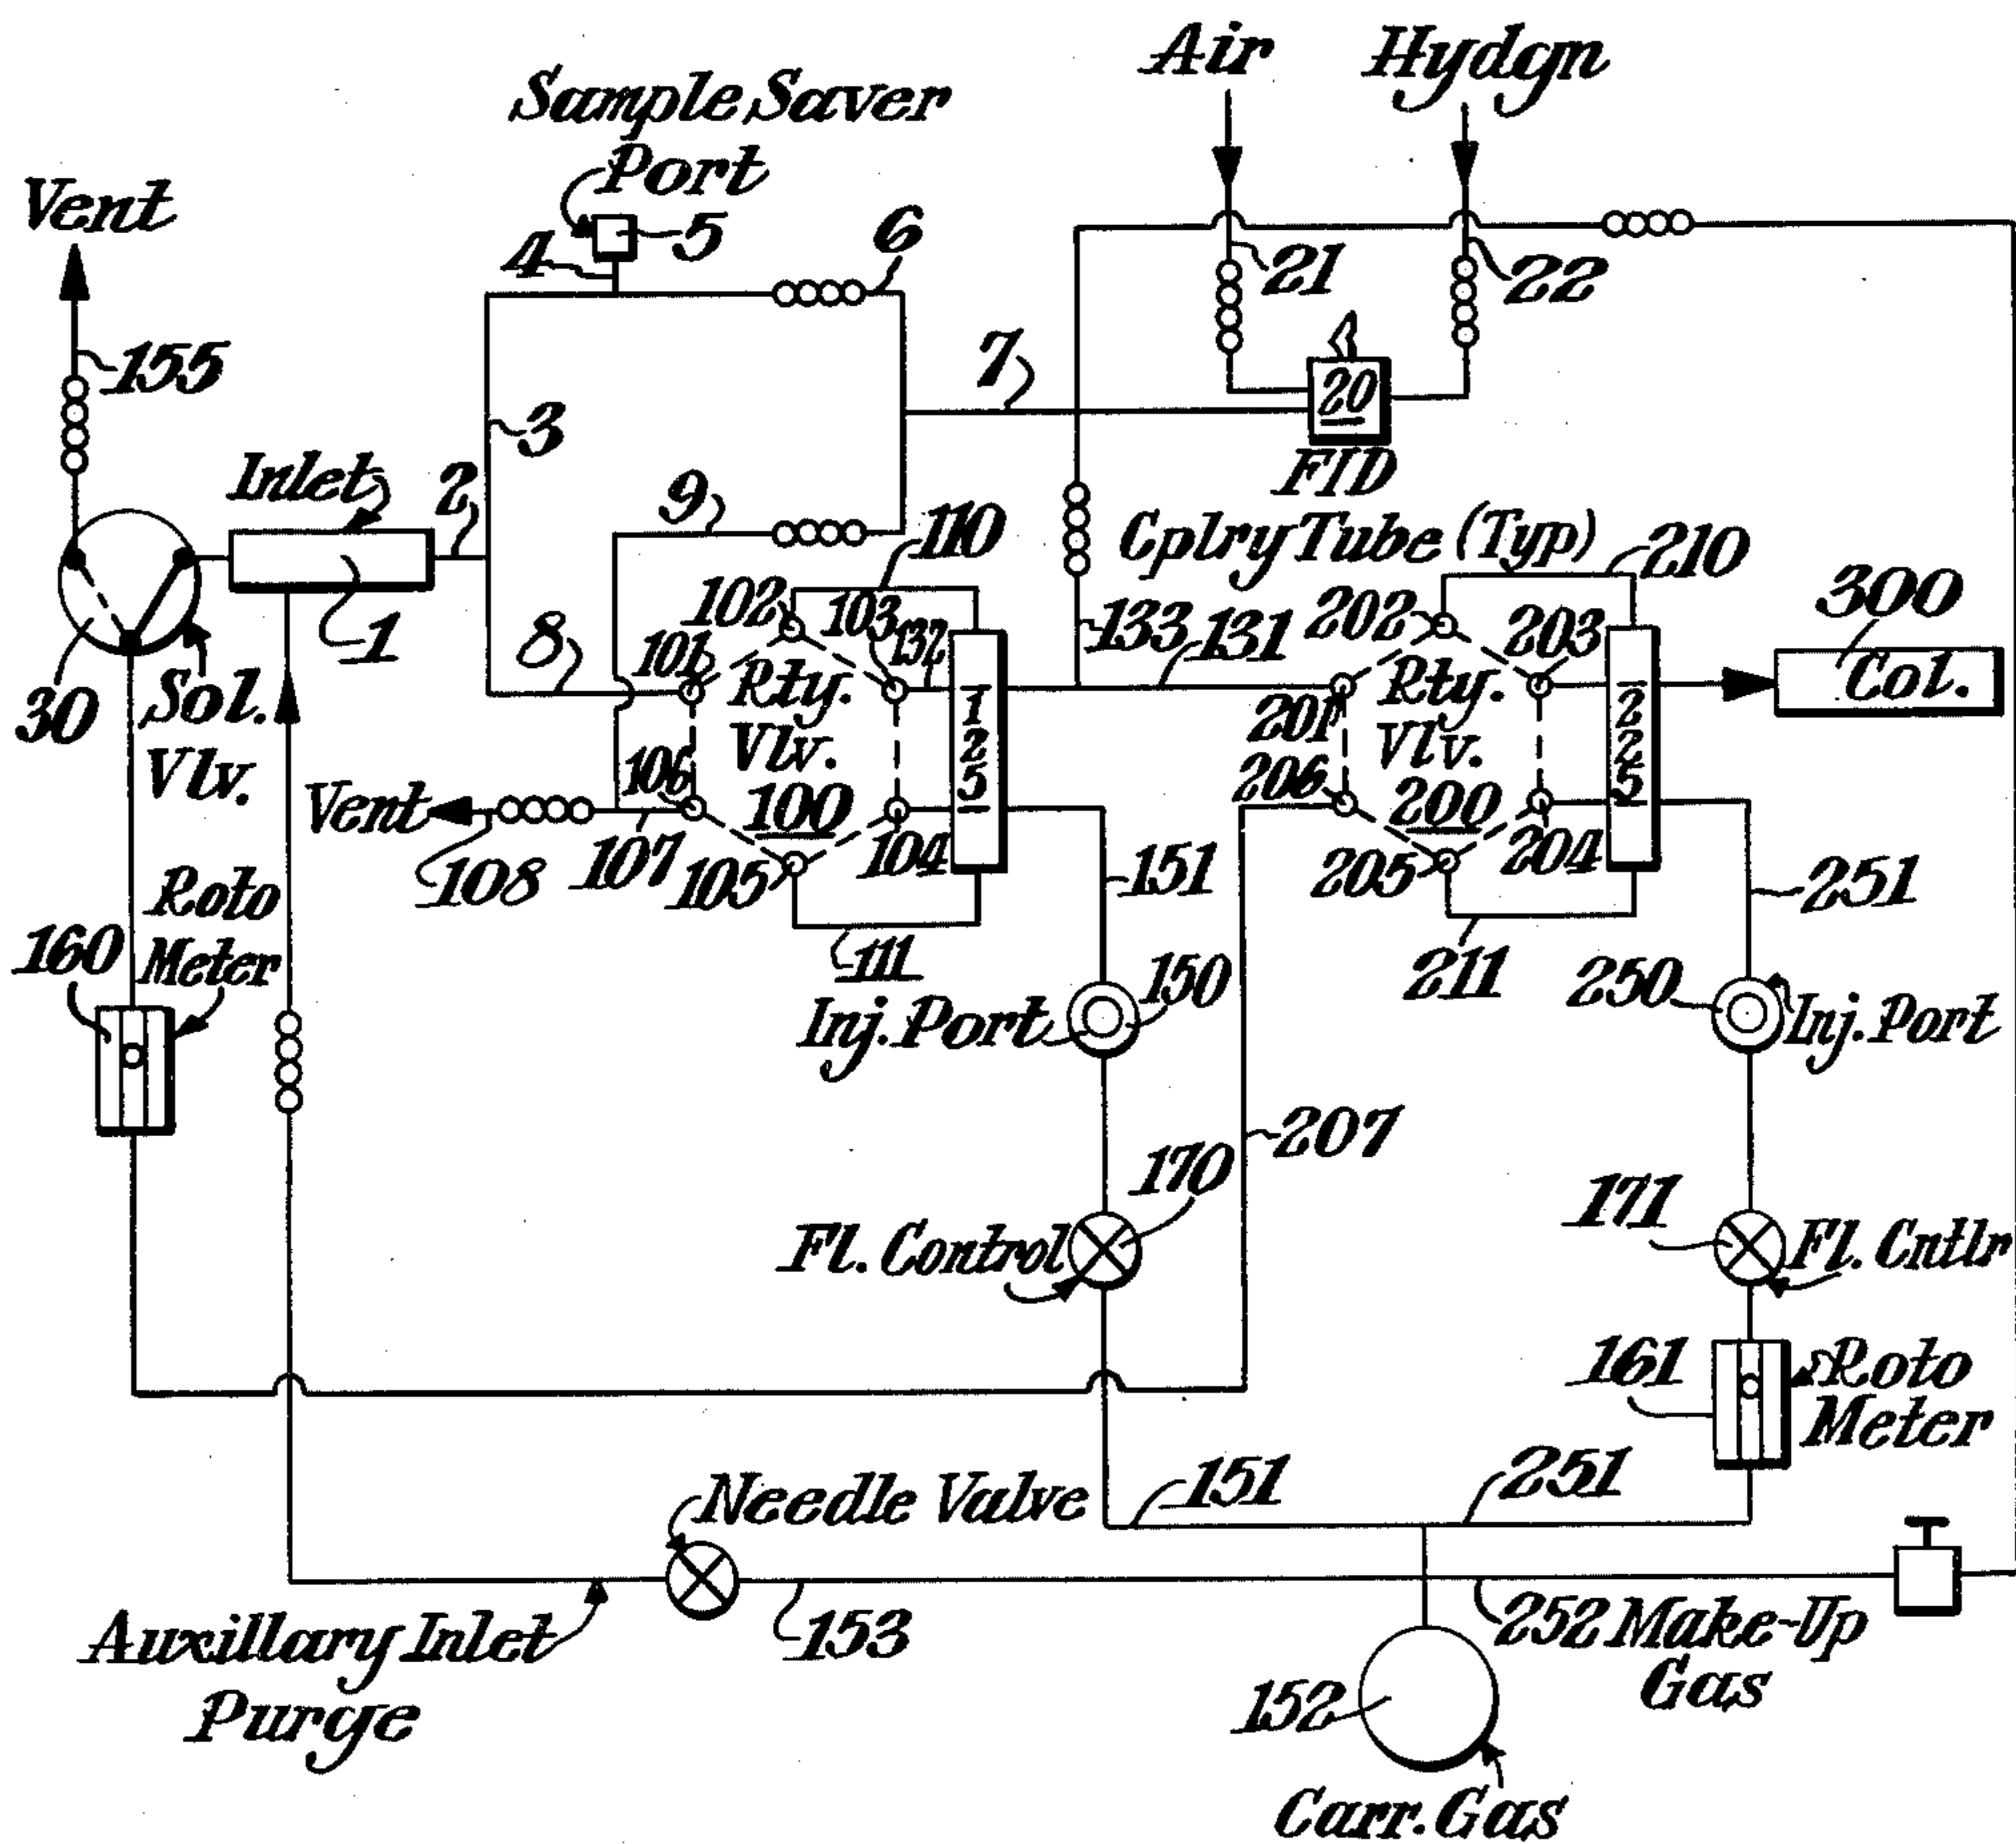 Air
Hydgn
Sample Saver
Port
Vent
4
5
6
21
22
155
7
3
20
FID
Inlet
2
9
110
Cplry Tube (Typ)
210
102
103
132
202
203
300
8
101
Rty.
Vlv.
133
131
Rty.
Vlv.
Col.
1
30
Sol.
Vlv.
125
201
225
106
100
206
200
Vent
108
107
105
104
205
204
151
251
Roto
Meter
160
111
211
150
Inj. Port
250
Inj. Port
207
170
171
Fl. Control
Fl. Cntlr
161
Roto
Meter
Needle Valve
151
251
Auxillary Inlet
Purge
153
252 Make-Up
Gas
152
Carr. Gas